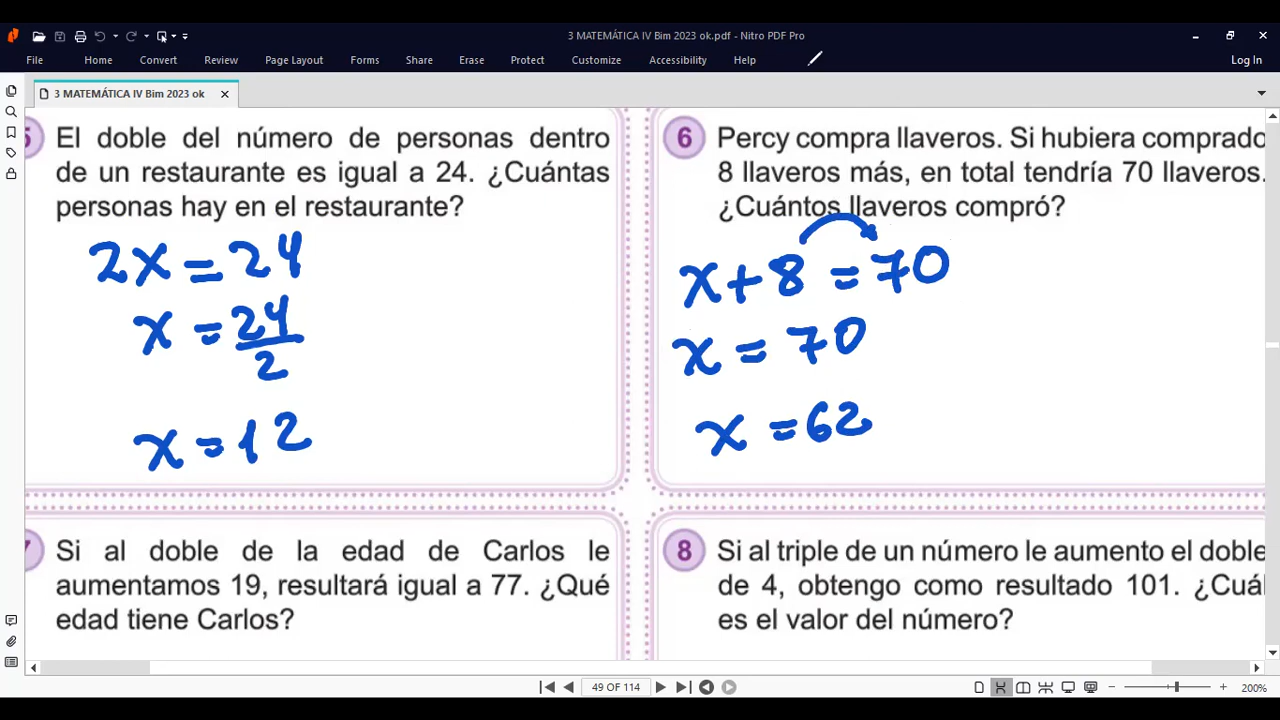 3 MATEMÁTICA IV Bim 2023 ok.pdf - Nitro PDF Pro
File Home Convert Review Page Layout Forms Share Erase Protect Customize Accessibility Help Log In
3 MATEMÁTICA IV Bim 2023 ok
5
El doble del número de personas dentro
de un restaurante es igual a 24. ¿Cuántas
personas hay en el restaurante?
2x = 24
x = 24/2
x = 12
6
Percy compra llaveros. Si hubiera comprado
8 llaveros más, en total tendría 70 llaveros.
¿Cuántos llaveros compró?
x + 8 = 70
x = 70
x = 62
7
Si al doble de la edad de Carlos le
aumentamos 19, resultará igual a 77. ¿Qué
edad tiene Carlos?
8
Si al triple de un número le aumento el doble
de 4, obtengo como resultado 101. ¿Cuál
es el valor del número?
49 OF 114
200%